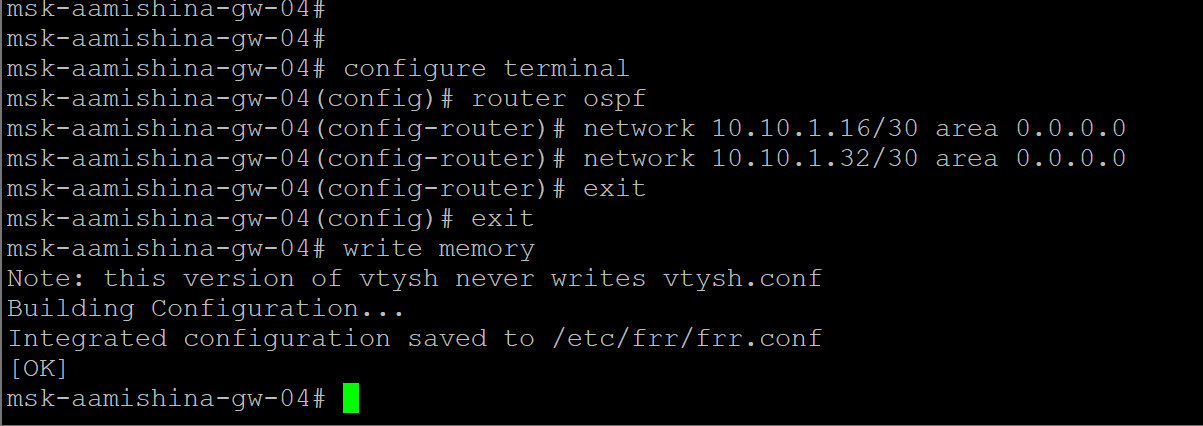 msk-aamishina-gw-04#
msk-aamishina-gw-04#
msk-aamishina-gw-04# configure terminal
msk-aamishina-gw-04(config)# router ospf
msk-aamishina-gw-04(config-router)# network 10.10.1.16/30 area 0.0.0.0
msk-aamishina-gw-04(config-router)# network 10.10.1.32/30 area 0.0.0.0
msk-aamishina-gw-04(config-router)# exit
msk-aamishina-gw-04(config)# exit
msk-aamishina-gw-04# write memory
Note: this version of vtysh never writes vtysh.conf
Building Configuration...
Integrated configuration saved to /etc/frr/frr.conf
[OK]
msk-aamishina-gw-04#